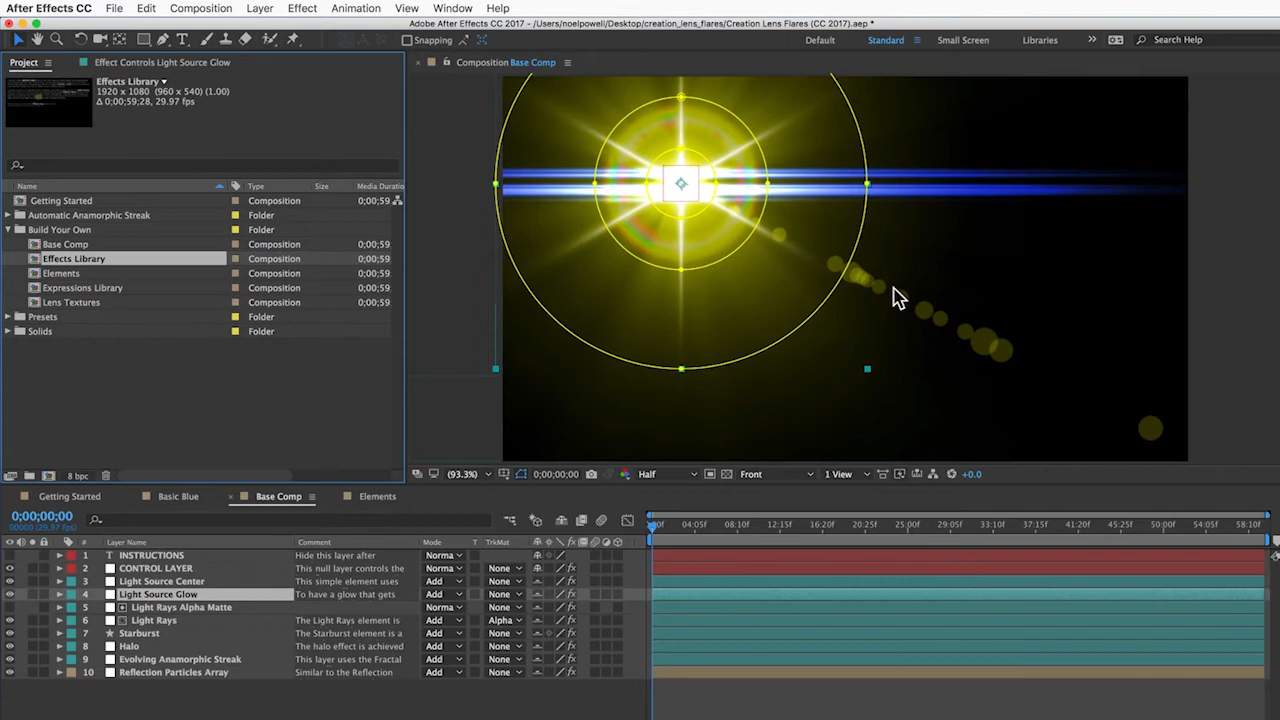 After Effects CC File Edit Composition Layer Effect Animation View Window Help
Adobe After Effects CC 2017 - /Users/noelpowell/Desktop/creation_lens_flares/Creation Lens Flares (CC 2017).aep *
Snapping Default Standard Small Screen Libraries Search Help
Project Effect Controls Light Source Glow Composition Base Comp
Effects Library
1920 x 1080 (960 x 540) (1.00)
Δ 0;00;59;28, 29.97 fps)
Name Type Size Media Duratio
Getting Started Composition 0;00;59
Automatic Anamorphic Streak Folder
Build Your Own Folder
Base Comp Composition 0;00;59
Effects Library Composition 0;00;59
Elements Composition 0;00;59
Expressions Library Composition 0;00;59
Lens Textures Composition 0;00;59
Presets Folder
Solids Folder
8 bpc (93.3%) 0;00;00;00 Half Front 1 View +0.0
Getting Started Basic Blue Base Comp Elements
0;00;00;00
00000 (29.97 fps)
04:05f 08:10f 12:15f 16:20f 20:25f 25:00f 29:05f 33:10f 37:15f 41:20f 45:25f 50:00f 54:05f 58:10f
# Layer Name Comment Mode T TrkMat
1 INSTRUCTIONS Hide this layer after Norma
2 CONTROL LAYER This null layer controls the Add None
3 Light Source Center This simple element uses Add None
4 Light Source Glow To have a glow that gets Add None
5 Light Rays Alpha Matte Norma None
6 Light Rays The Light Rays element is Add Alpha
7 Starburst The Starburst element is a Add None
8 Halo The halo effect is achieved Add None
9 Evolving Anamorphic Streak This layer uses the Fractal Add None
10 Reflection Particles Array Similar to the Reflection Add None